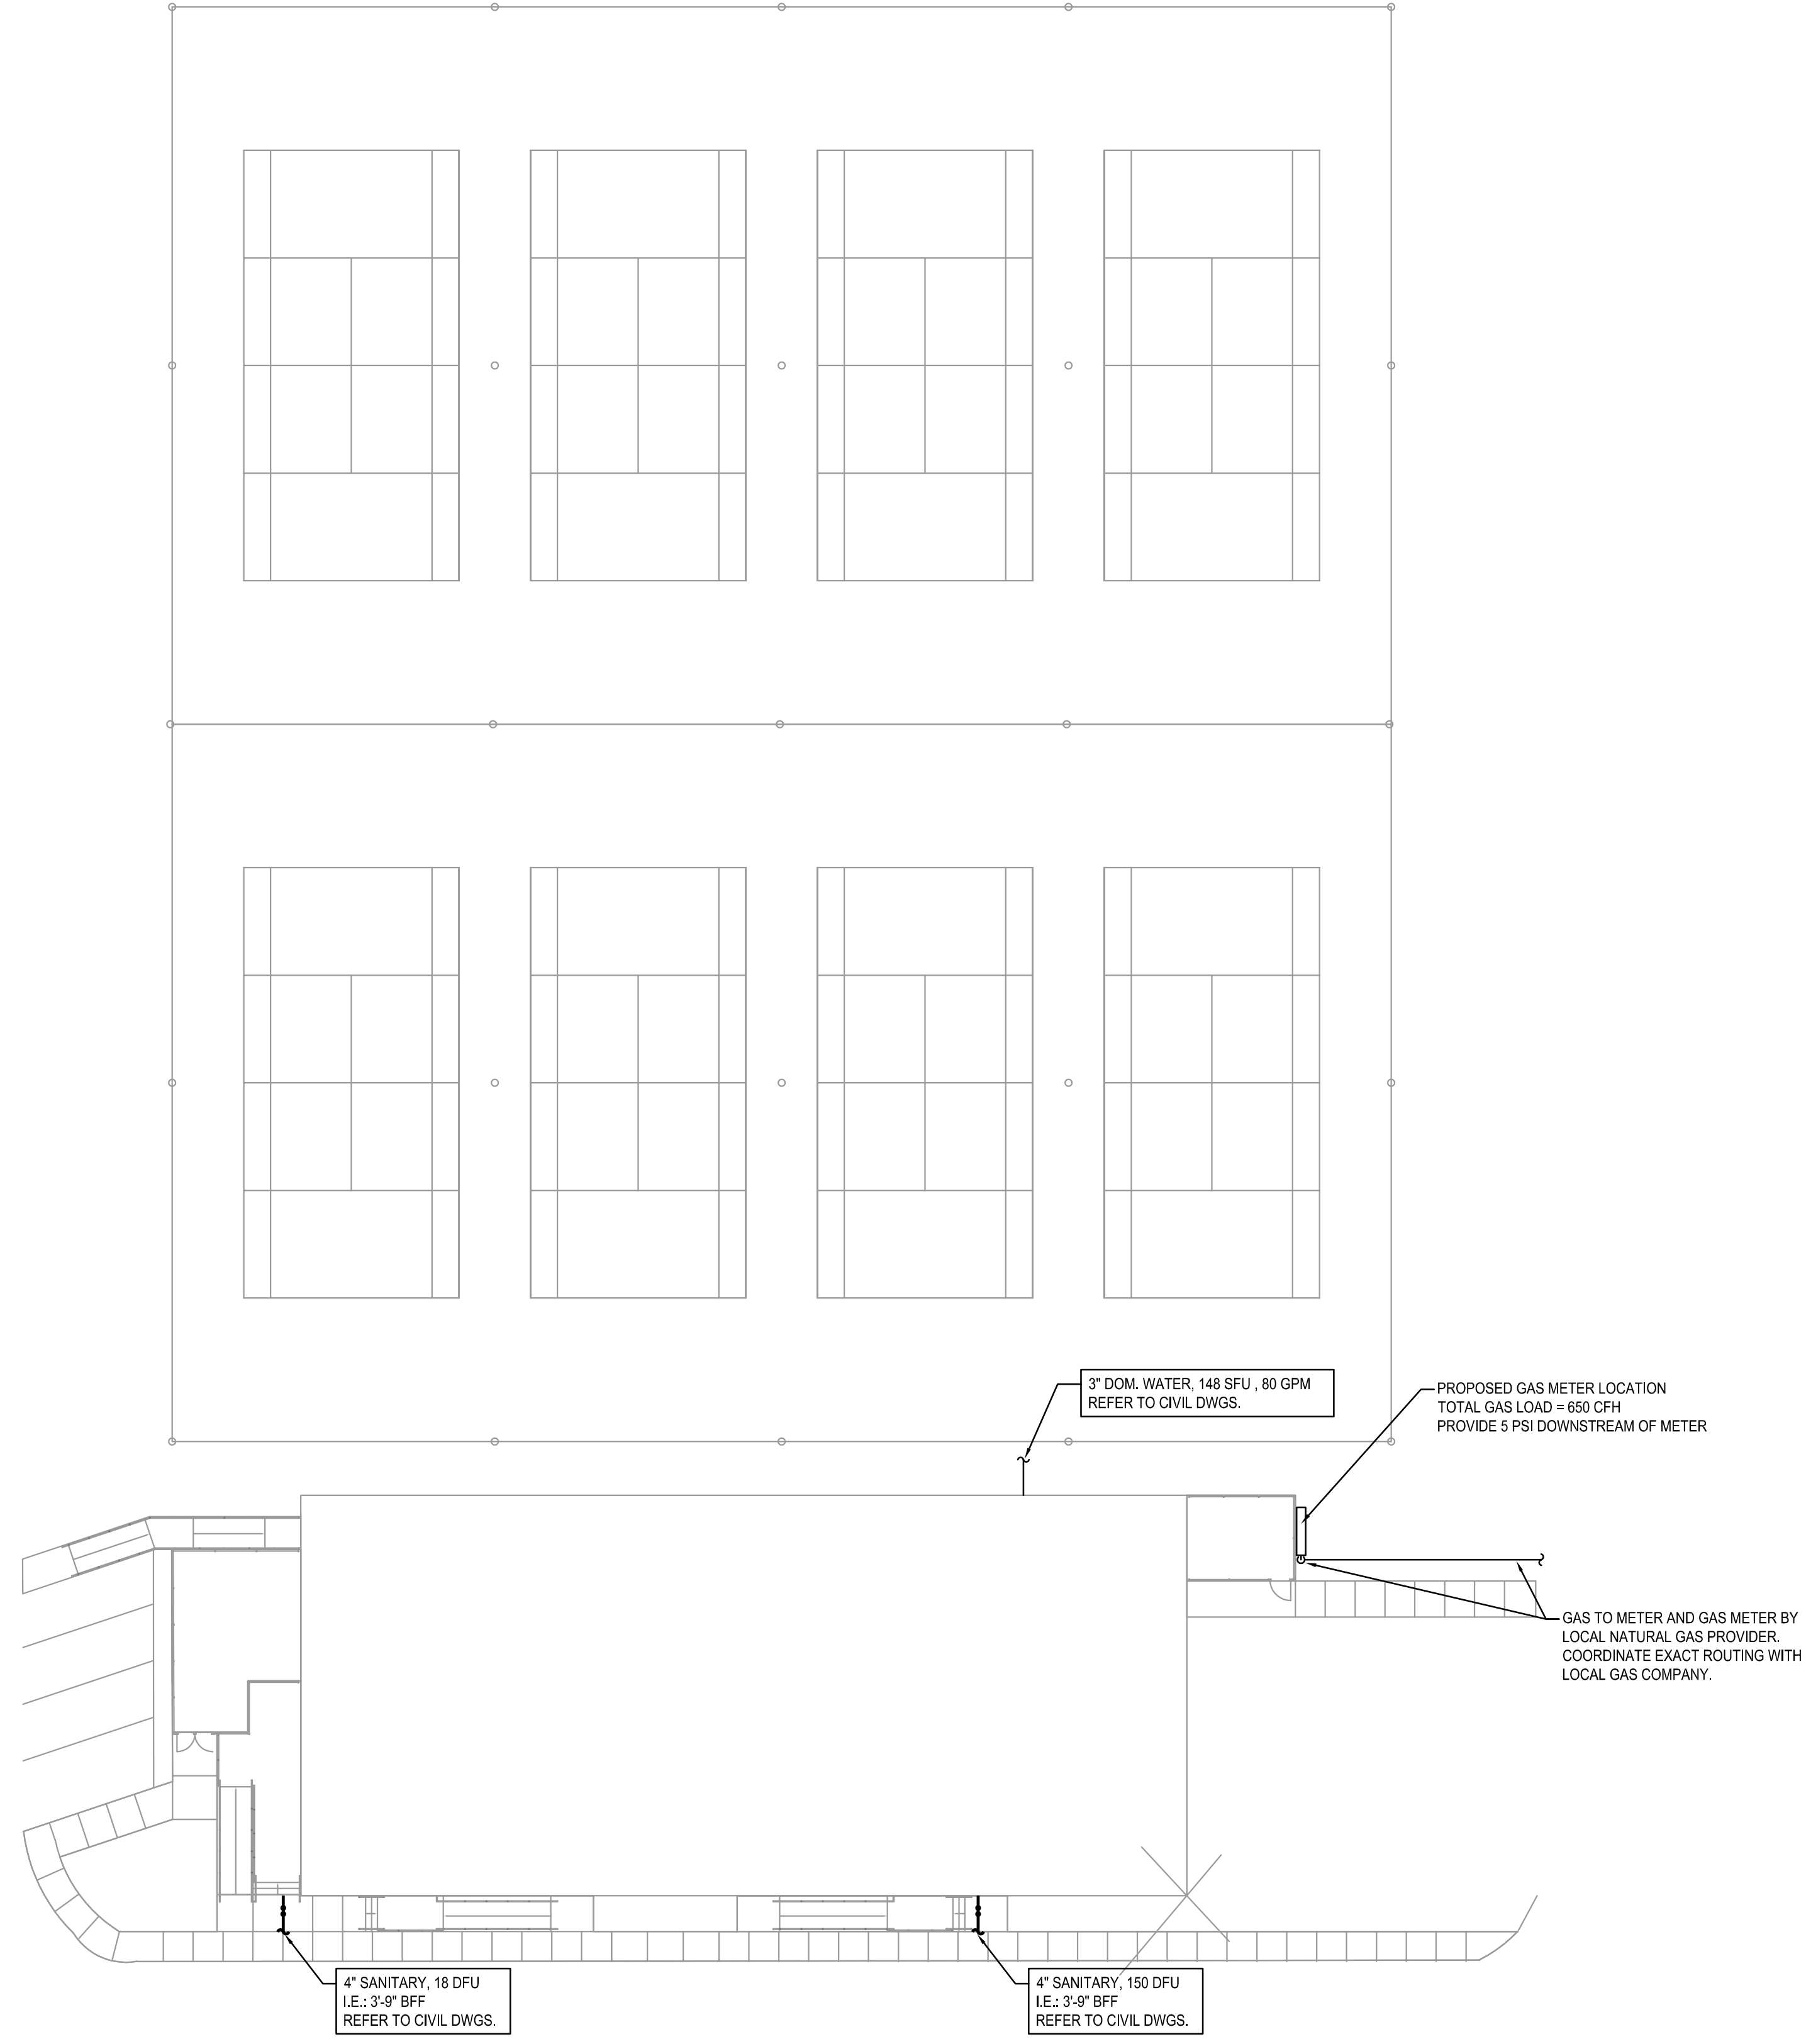 3" DOM. WATER, 148 SFU , 80 GPM
REFER TO CIVIL DWGS.
PROPOSED GAS METER LOCATION
TOTAL GAS LOAD = 650 CFH
PROVIDE 5 PSI DOWNSTREAM OF METER
GAS TO METER AND GAS METER BY
LOCAL NATURAL GAS PROVIDER.
COORDINATE EXACT ROUTING WITH
LOCAL GAS COMPANY.
4" SANITARY, 18 DFU
I.E.: 3'-9" BFF
REFER TO CIVIL DWGS.
4" SANITARY, 150 DFU
I.E.: 3'-9" BFF
REFER TO CIVIL DWGS.